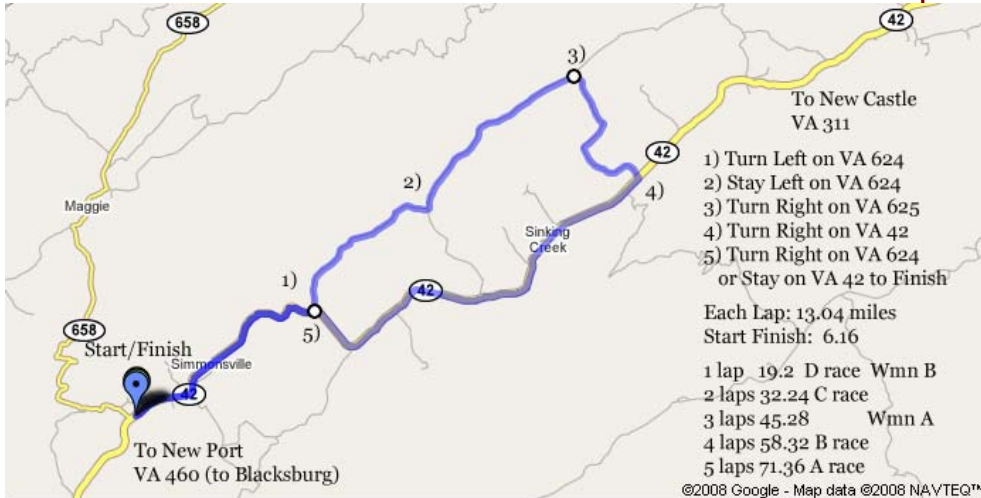 658
42
3)
To New Castle
VA 311
42
1) Turn Left on VA 624
2) Stay Left on VA 624
3) Turn Right on VA 625
4) Turn Right on VA 42
5) Turn Right on VA 624
or Stay on VA 42 to Finish
2)
4)
Maggie
Sinking
Creek
1)
42
5)
Each Lap: 13.04 miles
Start Finish: 6.16
658
Start/Finish
Simmonsville
42
1 lap 19.2 D race Wmn B
2 laps 32.24 C race
3 laps 45.28 Wmn A
4 laps 58.32 B race
5 laps 71.36 A race
To New Port
VA 460 (to Blacksburg)
©2008 Google - Map data ©2008 NAVTEQ™